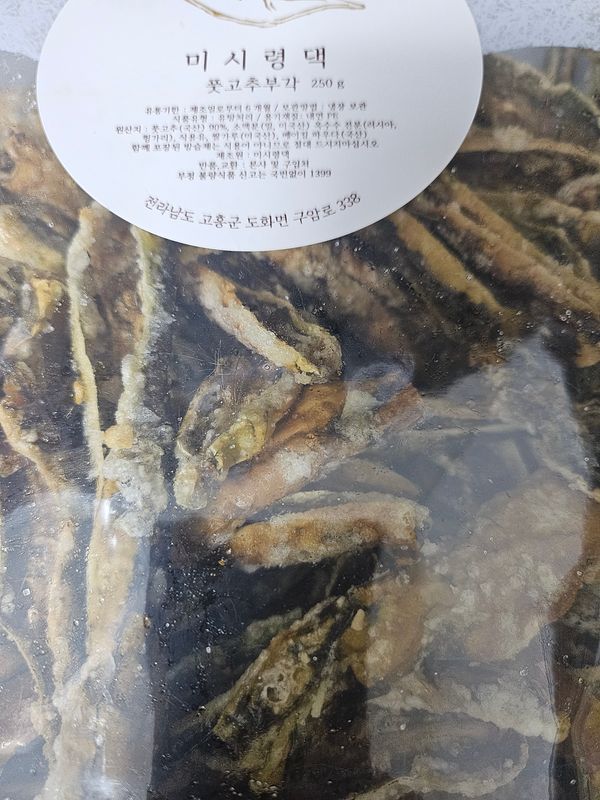 미시령댁
풋고추부각 250 g
유통기한 : 제조일로부터 6 개월 / 보관방법 : 냉장 보관
식품유형 : 유탕처리 / 용기재질 : 내면 PE
원산지 : 풋고추(국산) 90%, 소맥분(밀, 미국산) 옥수수 전분(러시아,
헝가리), 식용유, 쌀가루(미국산), 베이킹 파우다(국산)
함께 포장된 방습제는 식용이 아니므로 절대 드시지마십시오
제조원 : 미시령댁
반품,교환 : 본사 및 구입처
부정 불량식품 신고는 국번없이 1399
전라남도 고흥군 도화면 구암로 338